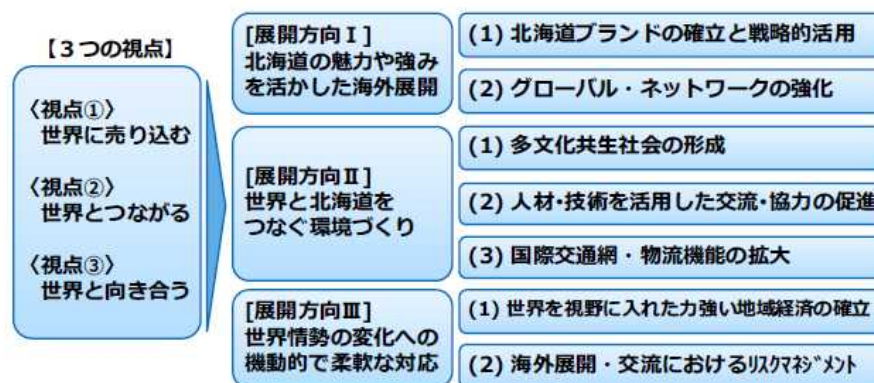 【３つの視点】
〈視点①〉
世界に売り込む
〈視点②〉
世界とつながる
〈視点③〉
世界と向き合う
[展開方向Ⅰ]
北海道の魅力や強み
を活かした海外展開
(1) 北海道ブランドの確立と戦略的活用
(2) グローバル・ネットワークの強化
[展開方向Ⅱ]
世界と北海道を
つなぐ環境づくり
(1) 多文化共生社会の形成
(2) 人材・技術を活用した交流・協力の促進
(3) 国際交通網・物流機能の拡大
[展開方向Ⅲ]
世界情勢の変化への
機動的で柔軟な対応
(1) 世界を視野に入れた力強い地域経済の確立
(2) 海外展開・交流におけるﾘｽｸﾏﾈｼﾞﾒﾝﾄ